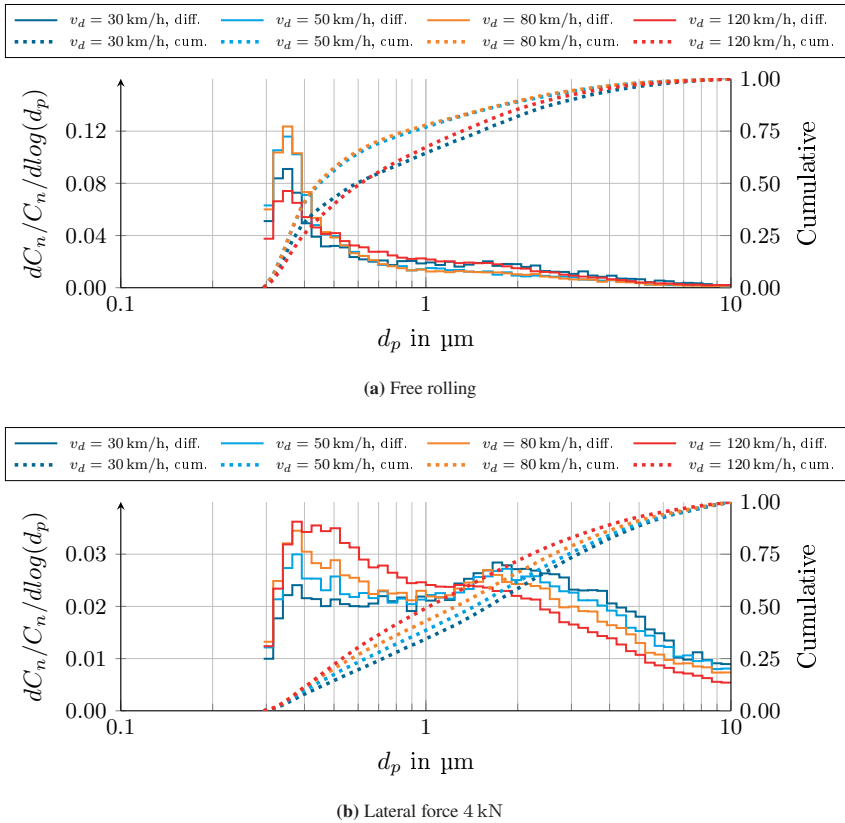 v_d = 30 km/h, diff. v_d = 50 km/h, diff. v_d = 80 km/h, diff. v_d = 120 km/h, diff.
v_d = 30 km/h, cum. v_d = 50 km/h, cum. v_d = 80 km/h, cum. v_d = 120 km/h, cum.
dC_n/C_n/dlog(d_p)
0.12
0.08
0.04
0.00
1.00
0.75
0.50
0.25
0.00
Cumulative
0.1 1 10
d_p in µm
(a) Free rolling
v_d = 30 km/h, diff. v_d = 50 km/h, diff. v_d = 80 km/h, diff. v_d = 120 km/h, diff.
v_d = 30 km/h, cum. v_d = 50 km/h, cum. v_d = 80 km/h, cum. v_d = 120 km/h, cum.
dC_n/C_n/dlog(d_p)
0.03
0.02
0.01
0.00
1.00
0.75
0.50
0.25
0.00
Cumulative
0.1 1 10
d_p in µm
(b) Lateral force 4 kN